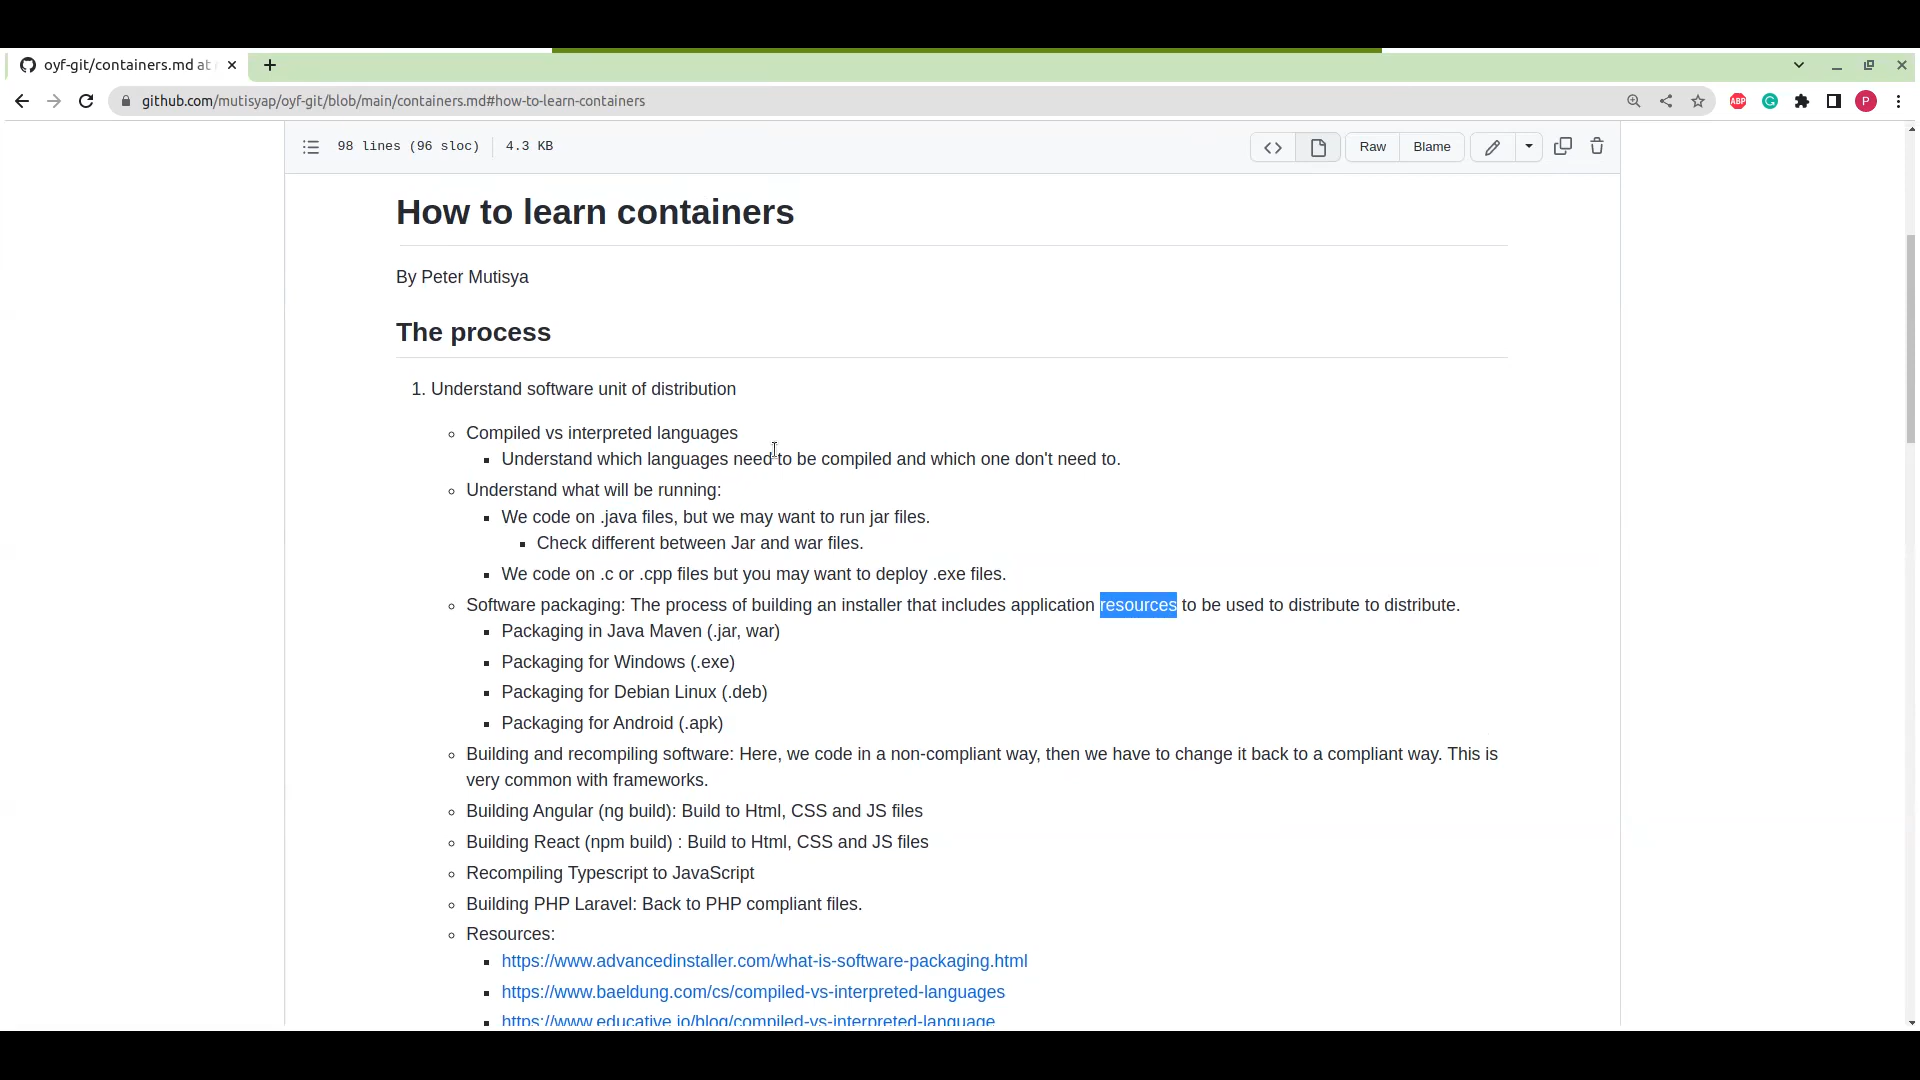 oyf-git/containers.md at
github.com/mutisyap/oyf-git/blob/main/containers.md#how-to-learn-containers
ABP
G
P
98 lines (96 sloc) 4.3 KB
Raw Blame
How to learn containers
By Peter Mutisya
The process
1. Understand software unit of distribution
Compiled vs interpreted languages
Understand which languages need to be compiled and which one don't need to.
Understand what will be running:
We code on .java files, but we may want to run jar files.
Check different between Jar and war files.
We code on .c or .cpp files but you may want to deploy .exe files.
Software packaging: The process of building an installer that includes application resources to be used to distribute to distribute.
Packaging in Java Maven (.jar, war)
Packaging for Windows (.exe)
Packaging for Debian Linux (.deb)
Packaging for Android (.apk)
Building and recompiling software: Here, we code in a non-compliant way, then we have to change it back to a compliant way. This is
very common with frameworks.
Building Angular (ng build): Build to Html, CSS and JS files
Building React (npm build) : Build to Html, CSS and JS files
Recompiling Typescript to JavaScript
Building PHP Laravel: Back to PHP compliant files.
Resources:
https://www.advancedinstaller.com/what-is-software-packaging.html
https://www.baeldung.com/cs/compiled-vs-interpreted-languages
https://www.educative.io/blog/compiled-vs-interpreted-language